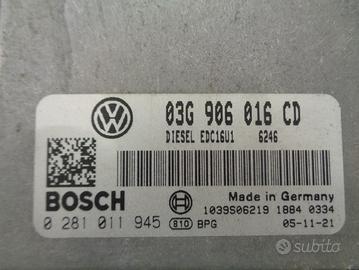 03G 906 016 CD
DIESEL EDC16U1 6246
BOSCH
Made in Germany
1039S06219 1884 0334
0 281 011 945 810 BPG 05-11-21
subito